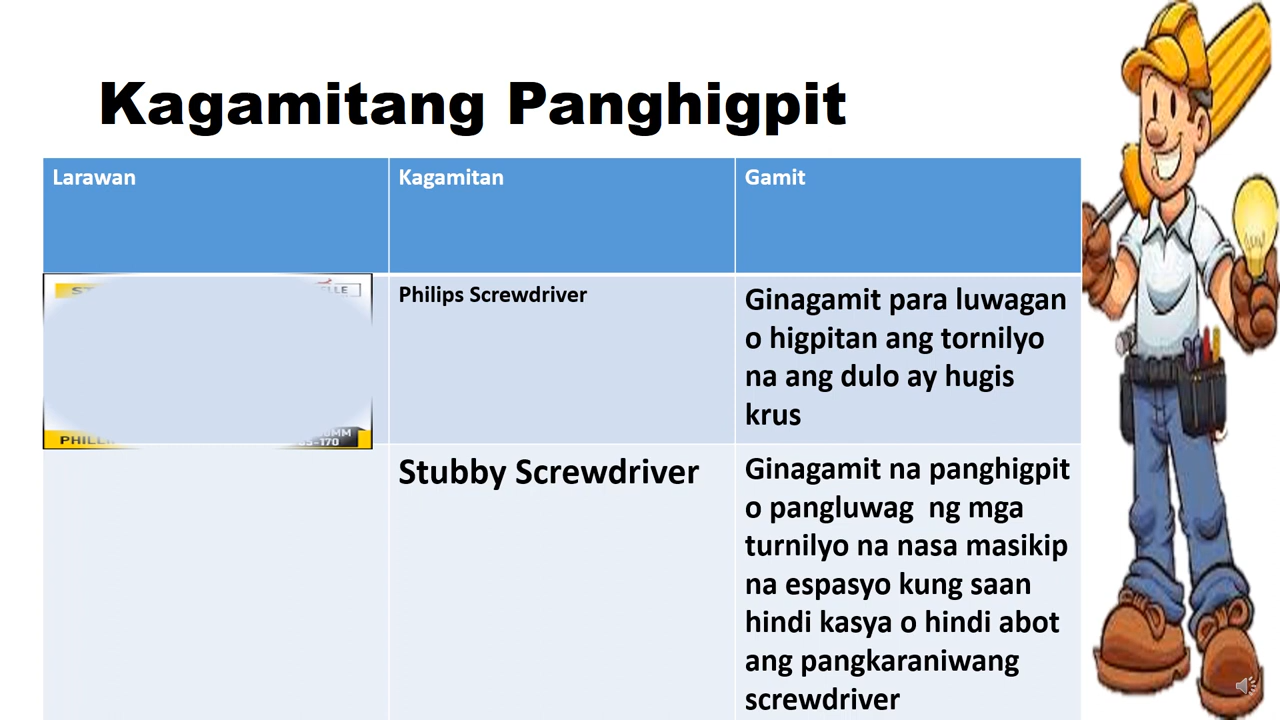 Kagamitang Panghigpit
Larawan
Kagamitan
Gamit
Philips Screwdriver
Ginagamit para luwagan
o higpitan ang tornilyo
na ang dulo ay hugis
krus
Stubby Screwdriver
Ginagamit na panghigpit
o pangluwag ng mga
turnilyo na nasa masikip
na espasyo kung saan
hindi kasya o hindi abot
ang pangkaraniwang
screwdriver